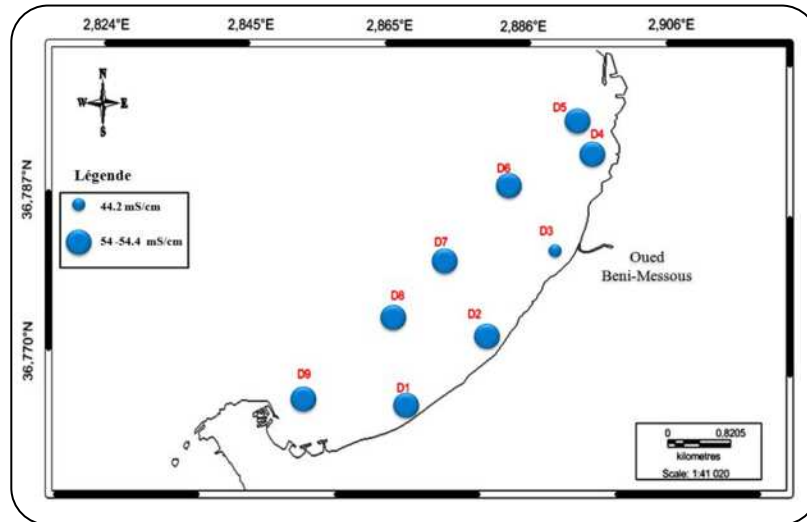 2,824°E 2,845°E 2,865°E 2,886°E 2,906°E
N
W E
S
D5
D4
Légende
D6
36,787°N
44.2 mS/cm
54 -54.4 mS/cm
D3
D7
Oued
Beni-Messous
D8
D2
36,770°N
D9
D1
0 0.8205
kilometres
Scale: 1:41 020